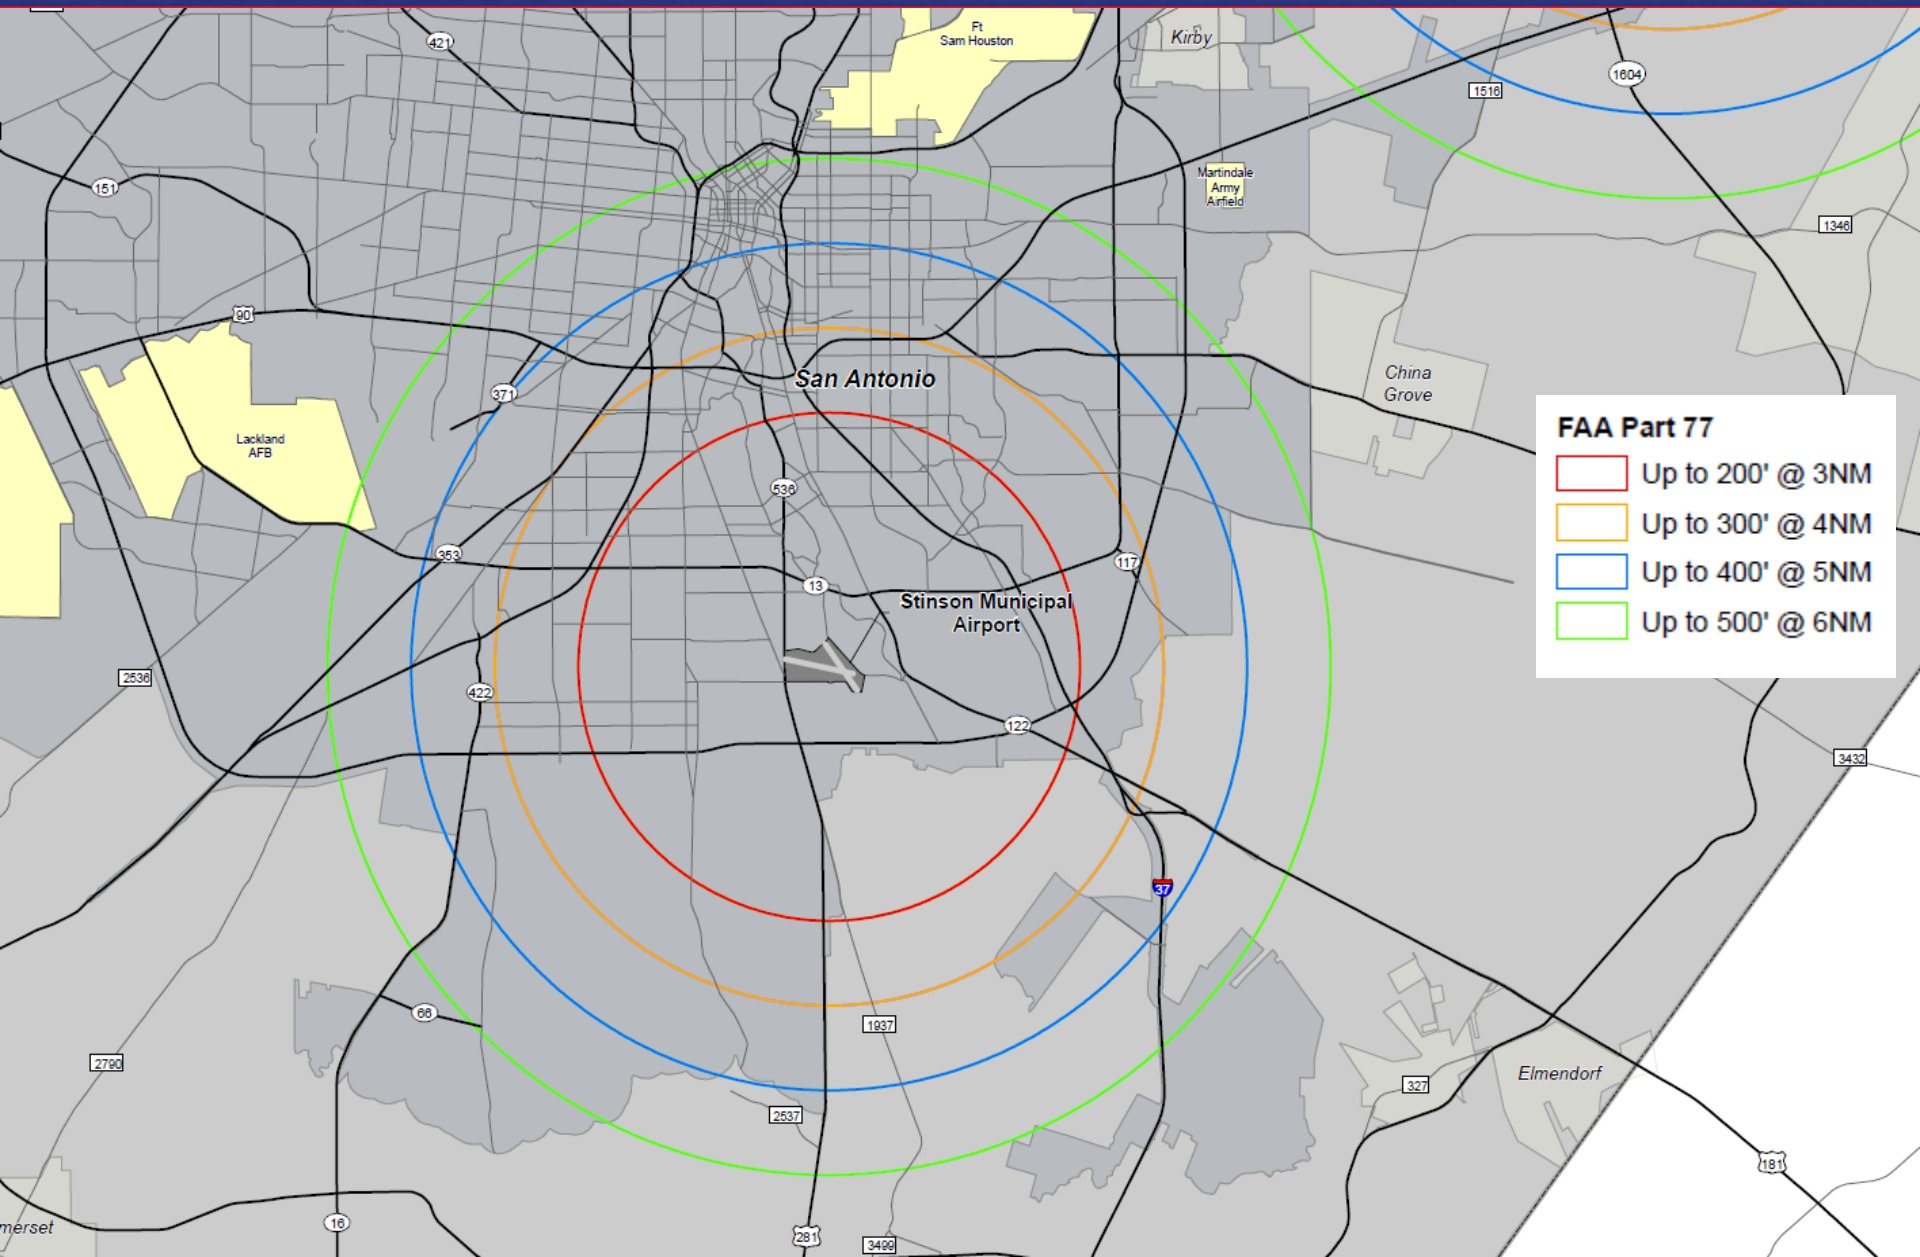 Ft
Sam Houston
Kirby
421
1604
1516
151
Martindale
Army
Airfield
1346
90
San Antonio
China
Grove
371
Lackland
AFB
FAA Part 77
Up to 200' @ 3NM
Up to 300' @ 4NM
Up to 400' @ 5NM
Up to 500' @ 6NM
536
353
117
13
Stinson Municipal
Airport
2536
422
122
3432
37
66
1937
2790
327
Elmendorf
2537
181
16
merset
281
3499